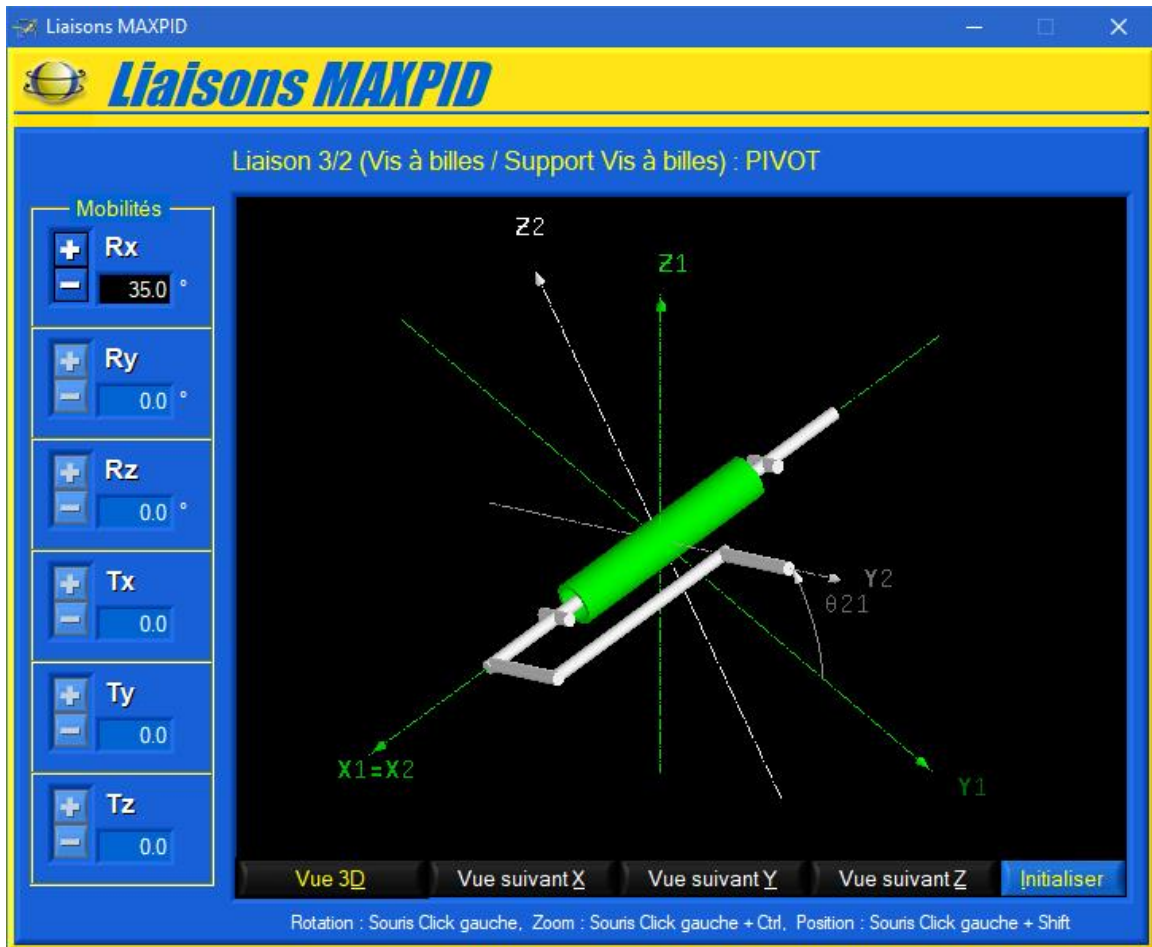 Liaisons MAXPID
Liaisons MAXPID
Liaison 3/2 (Vis à billes / Support Vis à billes) : PIVOT
Mobilités
Rx
35.0 °
Ry
0.0 °
Rz
0.0 °
Tx
0.0
Ty
0.0
Tz
0.0
Z2
Z1
Y2
θ21
X1=X2
Y1
Vue 3D
Vue suivant X
Vue suivant Y
Vue suivant Z
Initialiser
Rotation : Souris Click gauche, Zoom : Souris Click gauche + Ctrl, Position : Souris Click gauche + Shift